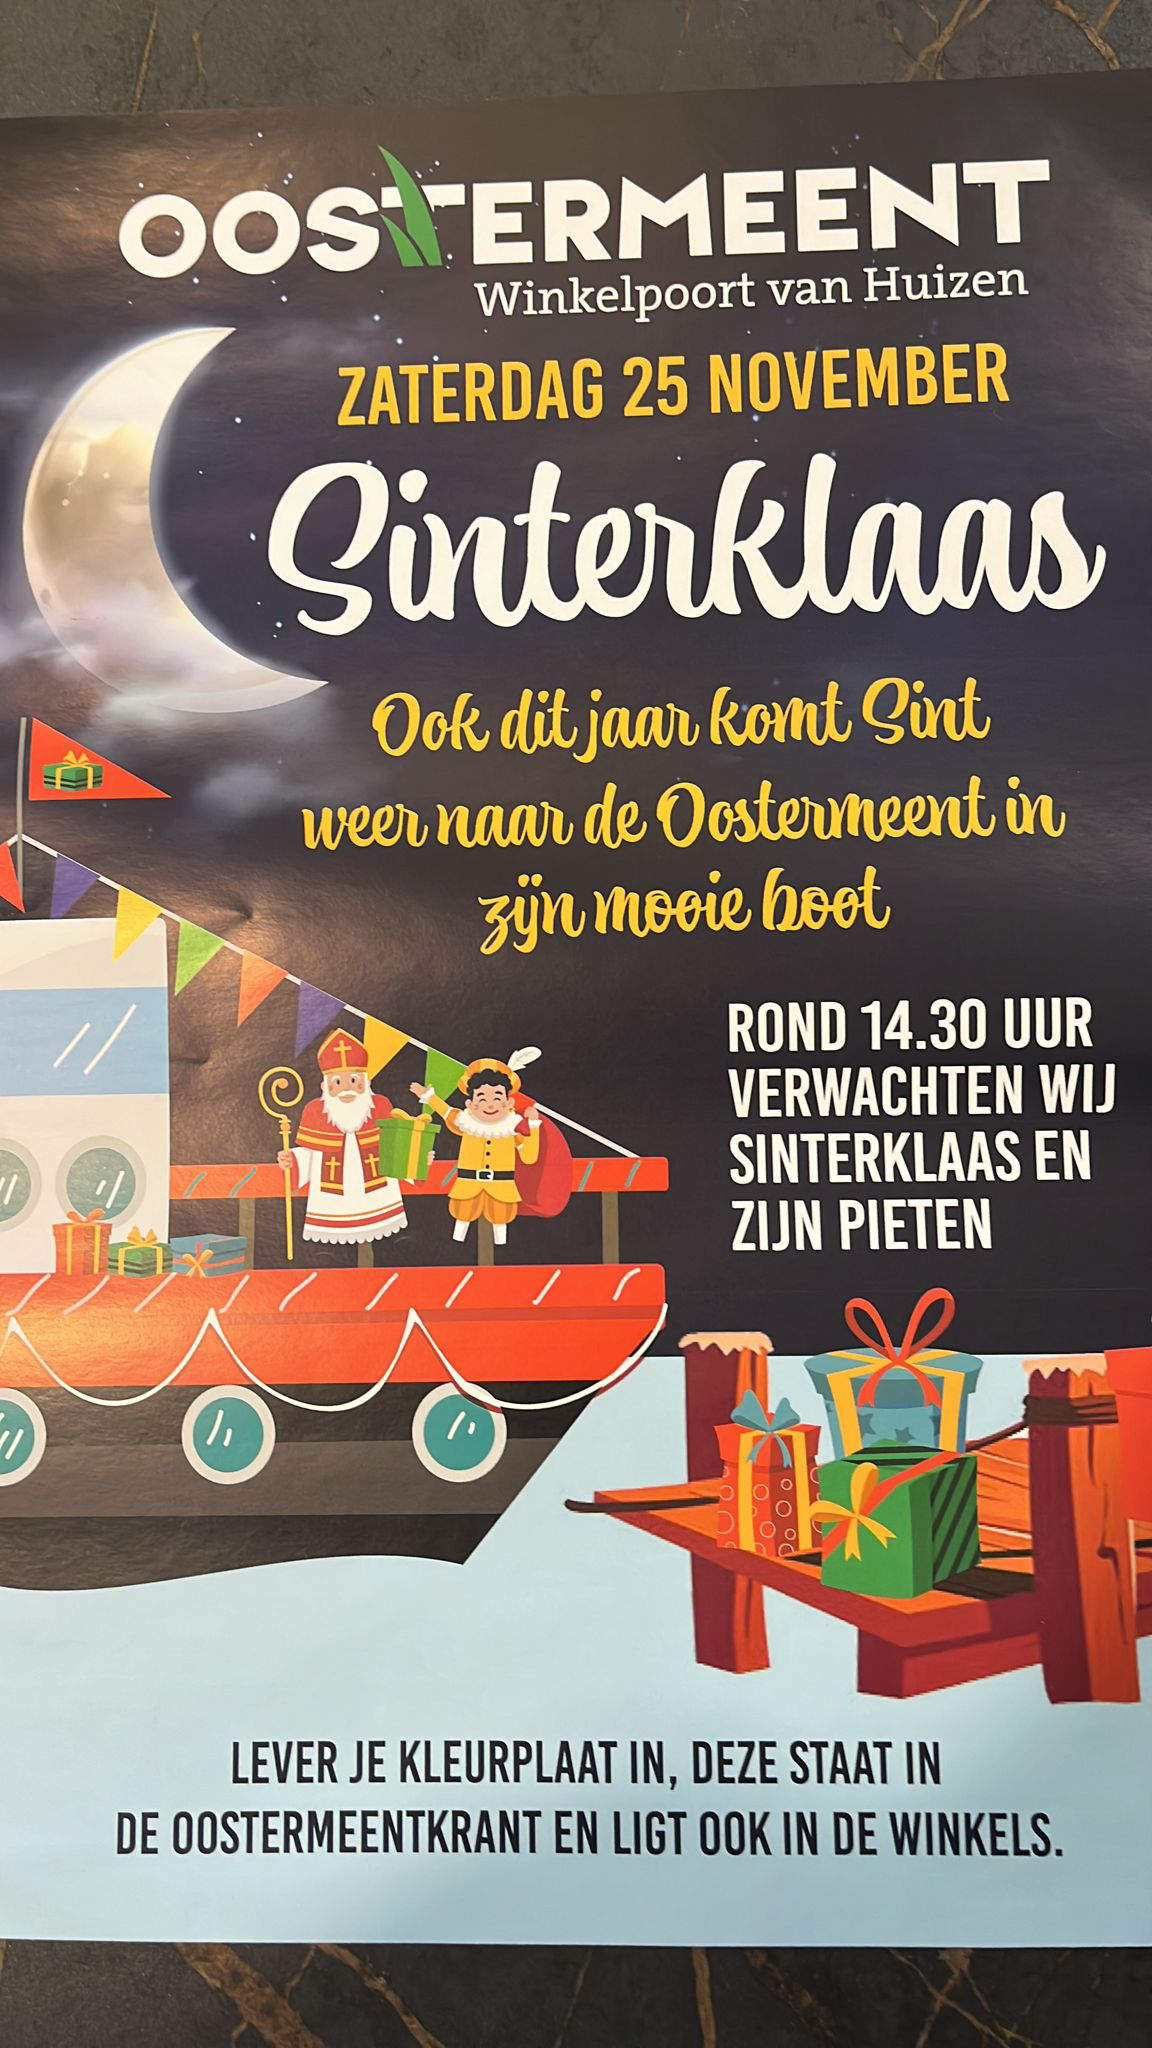 OOSTERMEENT
Winkelpoort van Huizen
ZATERDAG 25 NOVEMBER
Sinterklaas
Ook dit jaar komt Sint
weer naar de Oostermeent in
zijn mooie boot
ROND 14.30 UUR
VERWACHTEN WIJ
SINTERKLAAS EN
ZIJN PIETEN
LEVER JE KLEURPLAAT IN, DEZE STAAT IN
DE OOSTERMEENTKRANT EN LIGT OOK IN DE WINKELS.